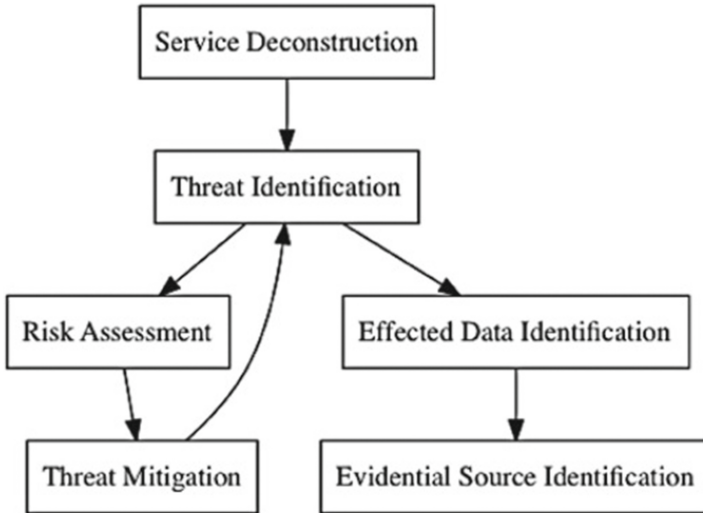 Service Deconstruction
Threat Identification
Risk Assessment
Effected Data Identification
Threat Mitigation
Evidential Source Identification